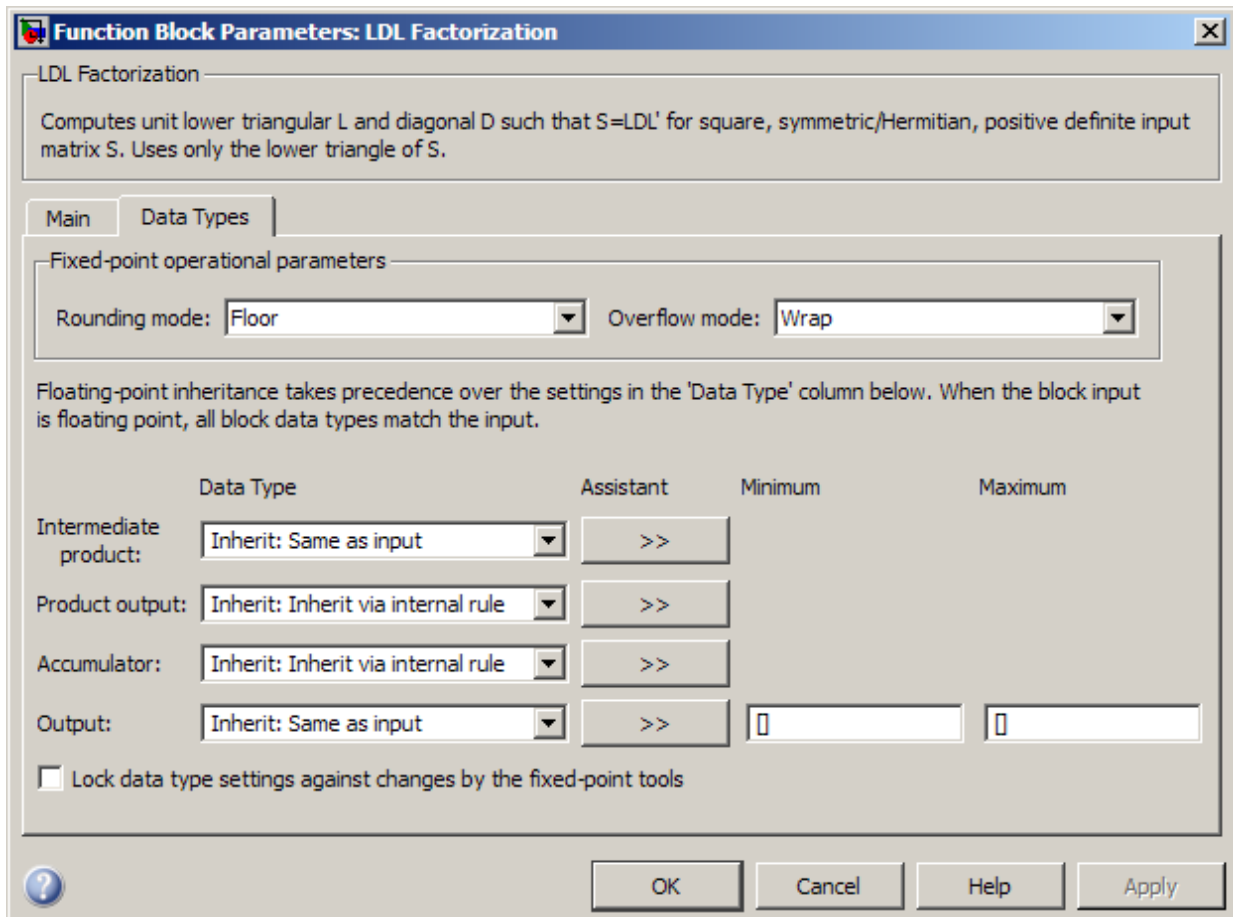 Function Block Parameters: LDL Factorization
LDL Factorization
Computes unit lower triangular L and diagonal D such that S=LDL' for square, symmetric/Hermitian, positive definite input
matrix S. Uses only the lower triangle of S.
Main Data Types
Fixed-point operational parameters
Rounding mode: Floor Overflow mode: Wrap
Floating-point inheritance takes precedence over the settings in the 'Data Type' column below. When the block input
is floating point, all block data types match the input.
Data Type Assistant Minimum Maximum
Intermediate
product: Inherit: Same as input >>
Product output: Inherit: Inherit via internal rule >>
Accumulator: Inherit: Inherit via internal rule >>
Output: Inherit: Same as input >> [] []
Lock data type settings against changes by the fixed-point tools
? OK Cancel Help Apply